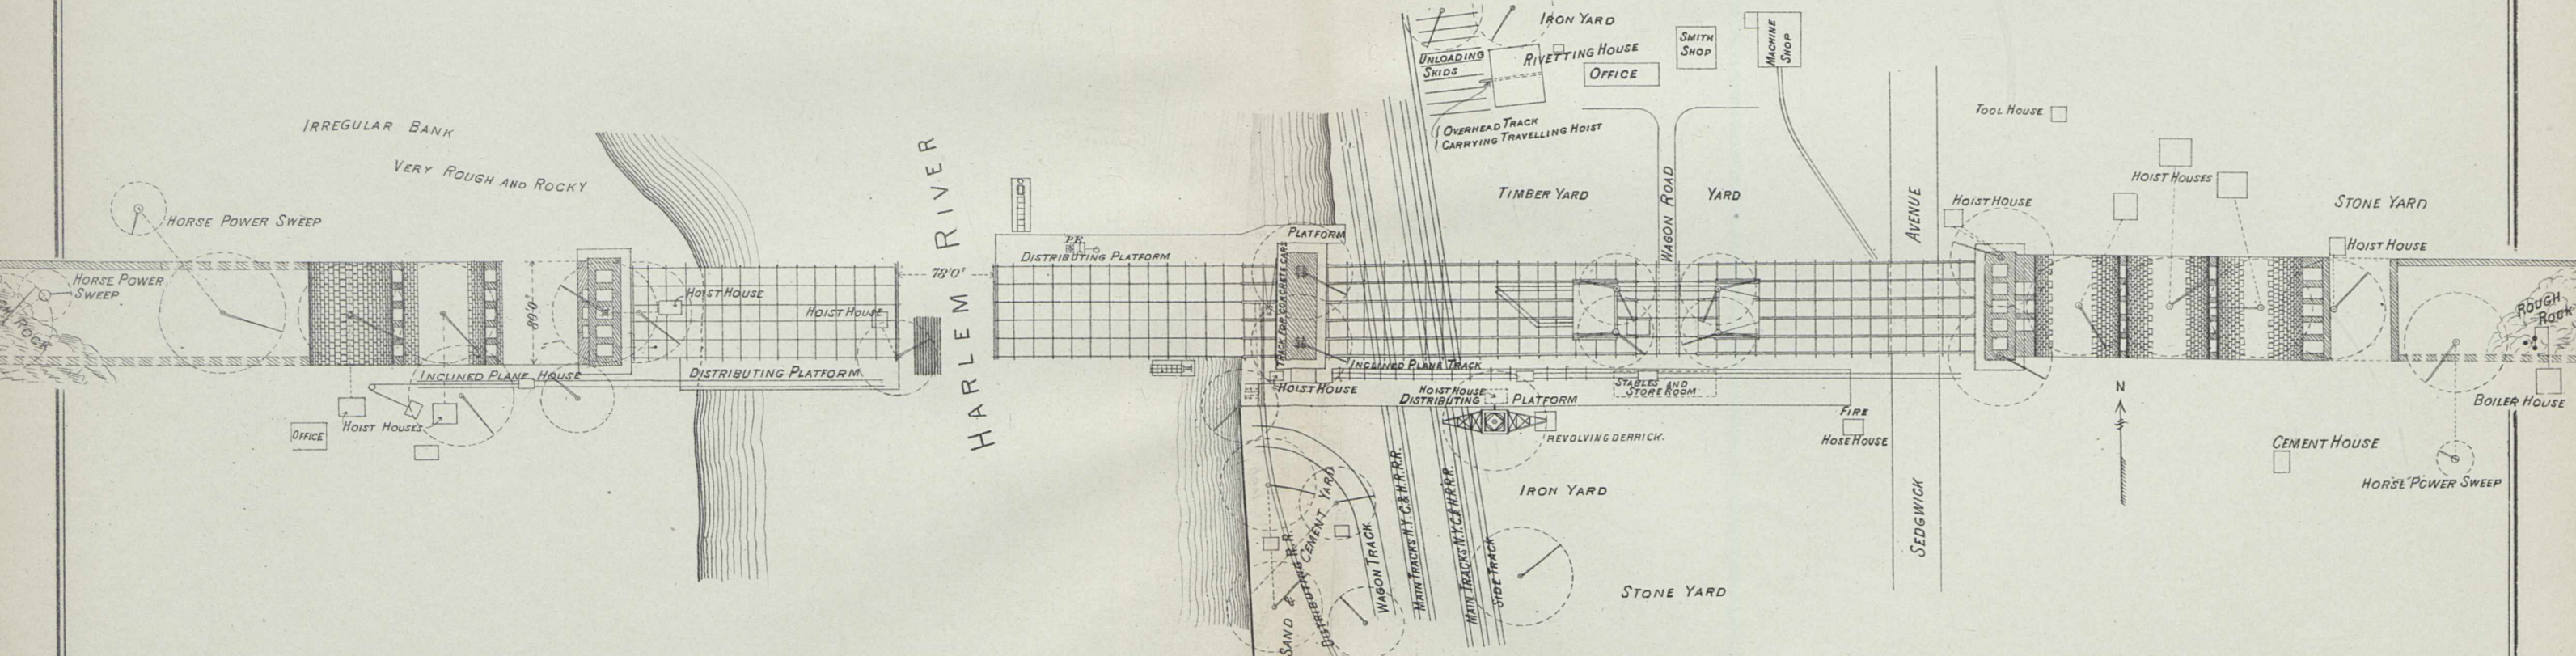 IRREGULAR BANK
VERY ROUGH AND ROCKY
HORSE POWER SWEEP
HORSE POWER
SWEEP
ROCK
80'0"
HOIST HOUSE
HOIST HOUSE
INCLINED PLANE HOUSE
DISTRIBUTING PLATFORM
HOIST HOUSES
OFFICE
HARLEM RIVER
78'0"
DISTRIBUTING PLATFORM
PLATFORM
TRACK FOR CONCRETE CARS
INCLINED PLANE TRACK
HOIST HOUSE
HOIST HOUSE
DISTRIBUTING PLATFORM
STABLES AND
STORE ROOM
REVOLVING DERRICK.
FIRE
HOSE HOUSE
IRON YARD
UNLOADING
SKIDS
RIVETTING HOUSE
OFFICE
SMITH
SHOP
MACHINE
SHOP
OVERHEAD TRACK
CARRYING TRAVELLING HOIST
TIMBER YARD
WAGON ROAD
YARD
SEDGWICK AVENUE
IRON YARD
STONE YARD
SAND & CEMENT YARD
DISTRIBUTING R.R.
WAGON TRACK
MAIN TRACKS N.Y.C.& H.R.R.R.
MAIN TRACKS N.Y.C.& H.R.R.R.
SIDE TRACK
TOOL HOUSE
HOIST HOUSES
HOIST HOUSE
STONE YARD
HOIST HOUSE
ROUGH
ROCK
BOILER HOUSE
N
CEMENT HOUSE
HORSE POWER SWEEP